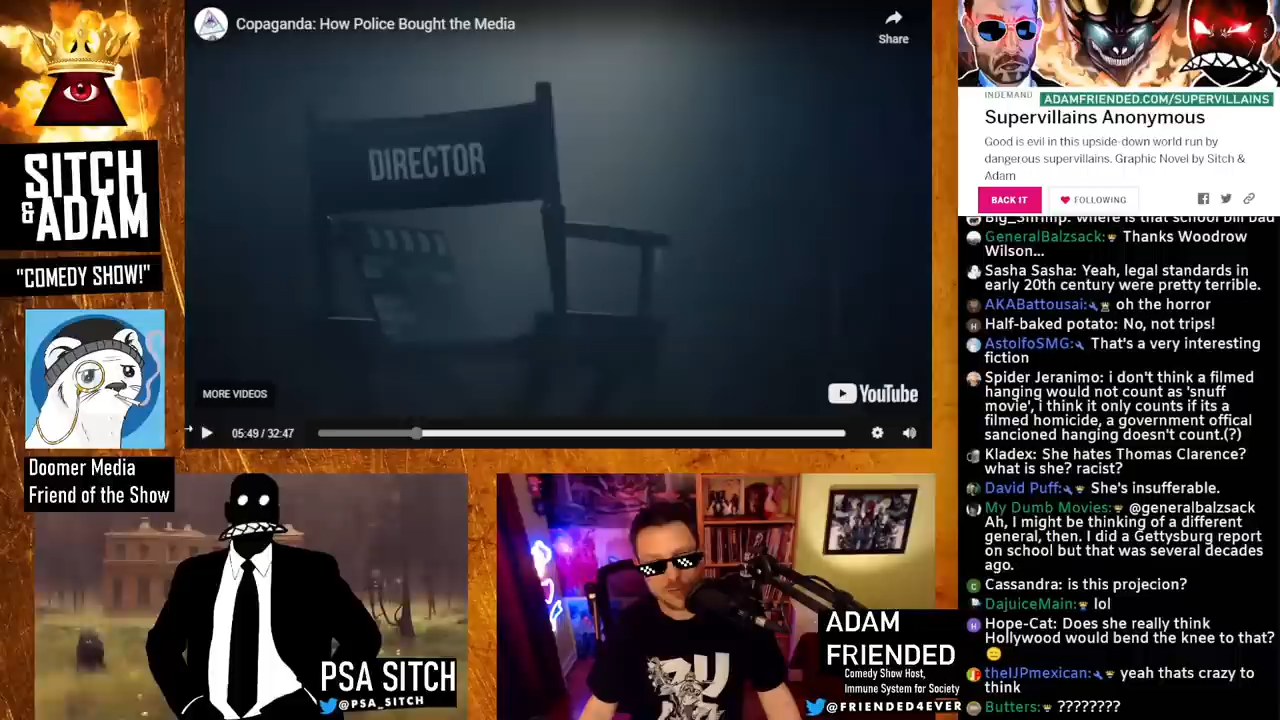 Copaganda: How Police Bought the Media
Share
DIRECTOR
MORE VIDEOS
YouTube
05:49 / 32:47
SITCH
& ADAM
"COMEDY SHOW!"
Doomer Media
Friend of the Show
PSA SITCH
@PSA_SITCH
ADAM
FRIENDED
Comedy Show Host,
Immune System for Society
@FRIENDED4EVER
INDEMAND
ADAMFRIENDED.COM/SUPERVILLAINS
Supervillains Anonymous
Good is evil in this upside-down world run by
dangerous supervillains. Graphic Novel by Sitch &
Adam
BACK IT
FOLLOWING
Big_Shrimp: where is that school bill bad
GeneralBalzsack: Thanks Woodrow
Wilson...
Sasha Sasha: Yeah, legal standards in
early 20th century were pretty terrible.
AKABattousai: oh the horror
Half-baked potato: No, not trips!
AstolfoSMG: That's a very interesting
fiction
Spider Jeranimo: i don't think a filmed
hanging would not count as 'snuff
movie', i think it only counts if its a
filmed homicide, a government offical
sancioned hanging doesn't count.(?)
Kladex: She hates Thomas Clarence?
what is she? racist?
David Puff: She's insufferable.
My Dumb Movies: @generalbalzsack
Ah, I might be thinking of a different
general, then. I did a Gettysburg report
on school but that was several decades
ago.
Cassandra: is this projecion?
DajuiceMain: lol
Hope-Cat: Does she really think
Hollywood would bend the knee to that?
theIJPmexican: yeah thats crazy to
think
Butters: ????????